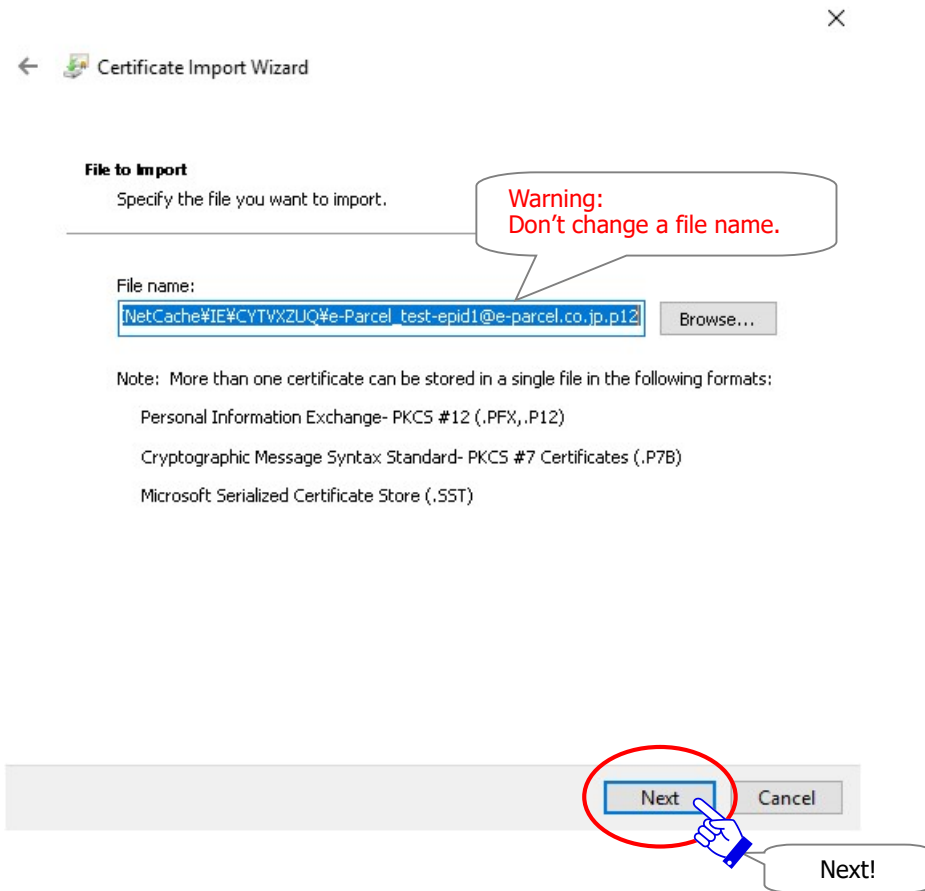 Certificate Import Wizard
File to Import
Specify the file you want to import.
Warning:
Don't change a file name.
File name:
NetCache¥IE¥CYTVXZUQ¥e-Parcel_test-epid1@e-parcel.co.jp.p12
Browse...
Note: More than one certificate can be stored in a single file in the following formats:
Personal Information Exchange- PKCS #12 (.PFX,.P12)
Cryptographic Message Syntax Standard- PKCS #7 Certificates (.P7B)
Microsoft Serialized Certificate Store (.SST)
Next
Cancel
Next!